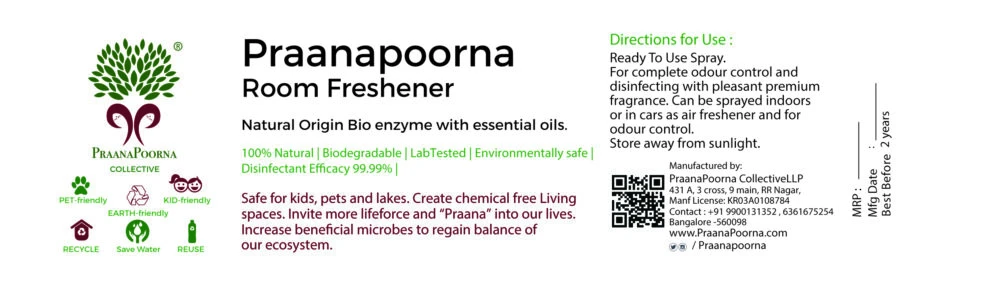 ®
PRAANAPOORNA
COLLECTIVE
PET-friendly
KID-friendly
EARTH-friendly
RECYCLE
Save Water
REUSE
Praanapoorna
Room Freshener
Natural Origin Bio enzyme with essential oils.
100% Natural | Biodegradable | LabTested | Environmentally safe |
Disinfectant Efficacy 99.99% |
Safe for kids, pets and lakes. Create chemical free Living
spaces. Invite more lifeforce and “Praana” into our lives.
Increase beneficial microbes to regain balance of
our ecosystem.
Directions for Use :
Ready To Use Spray.
For complete odour control and
disinfecting with pleasant premium
fragrance. Can be sprayed indoors
or in cars as air freshener and for
odour control.
Store away from sunlight.
Manufactured by:
PraanaPoorna CollectiveLLP
431 A, 3 cross, 9 main, RR Nagar,
Manf License: KR03A0108784
Contact : +91 9900131352 , 6361675254
Bangalore -560098
www.PraanaPoorna.com
/ Praanapoorna
MRP :
Mfg Date :
Best Before 2 years